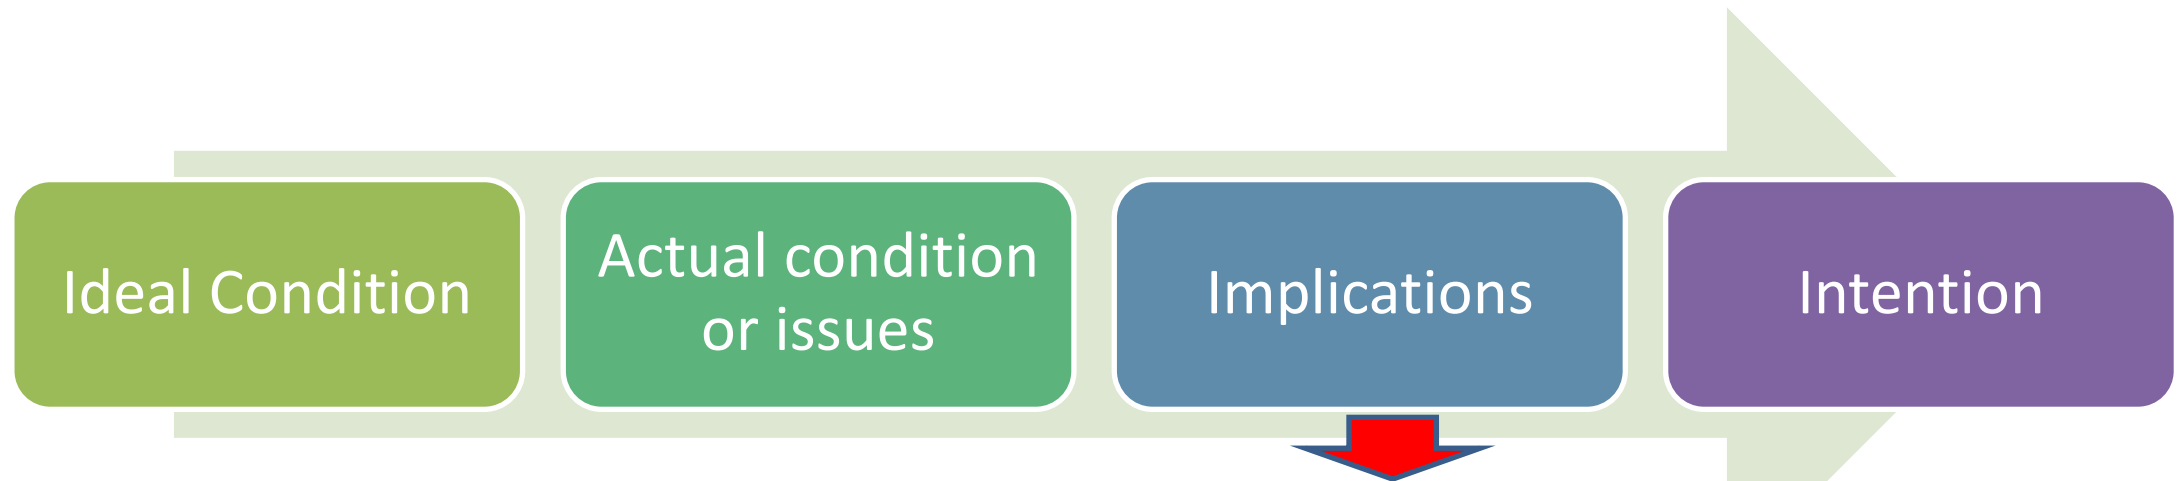 Ideal Condition
Actual condition
or issues
Implications
Intention